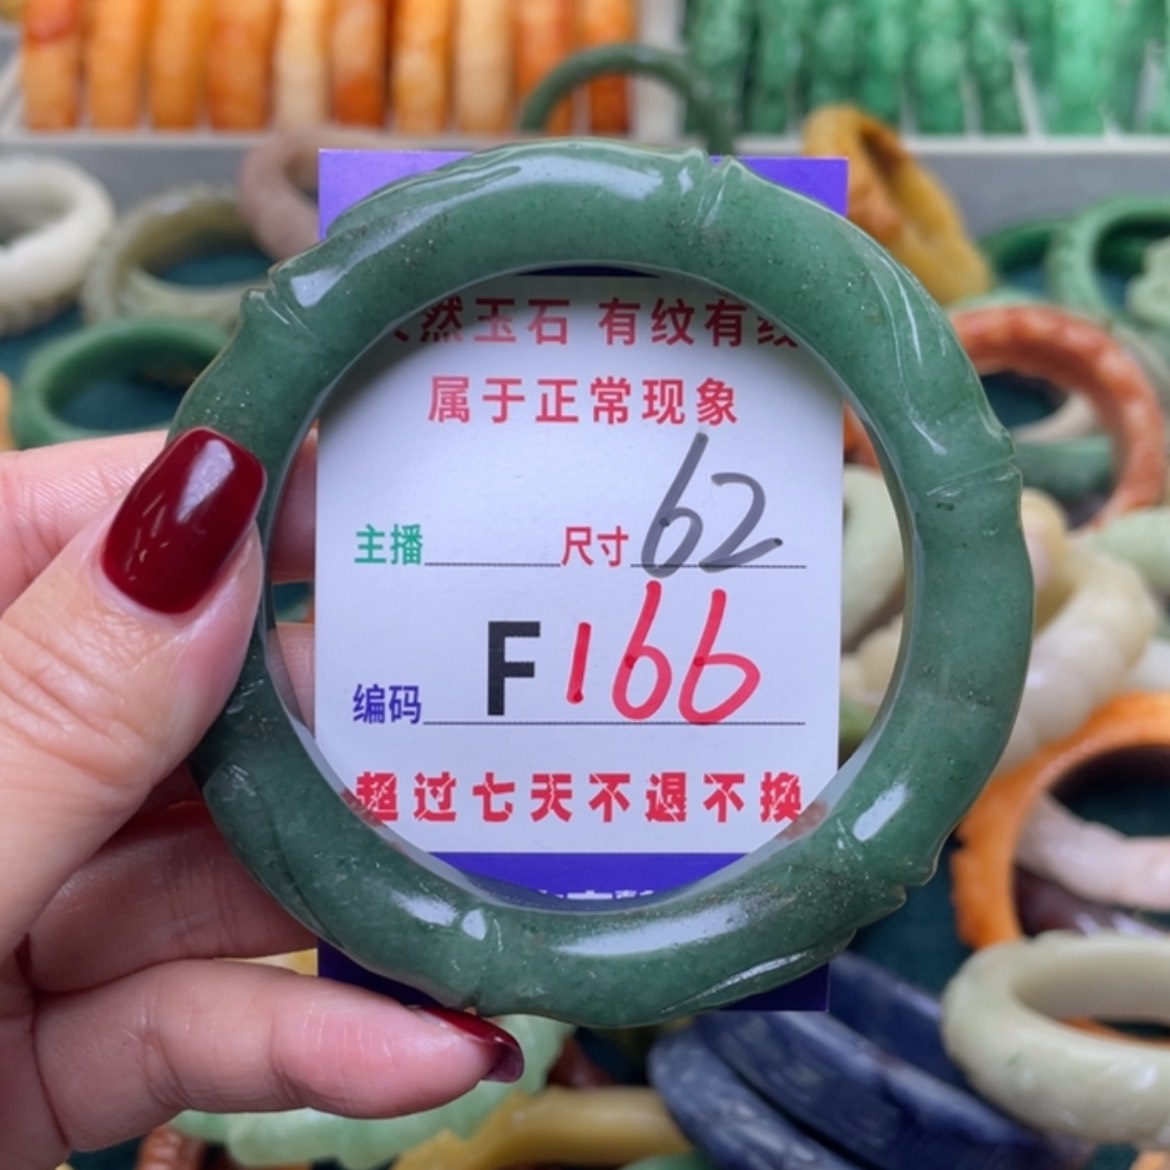 然玉石 有纹有
属于正常现象
主播 尺寸 62
编码 F166
超过七天不退不换